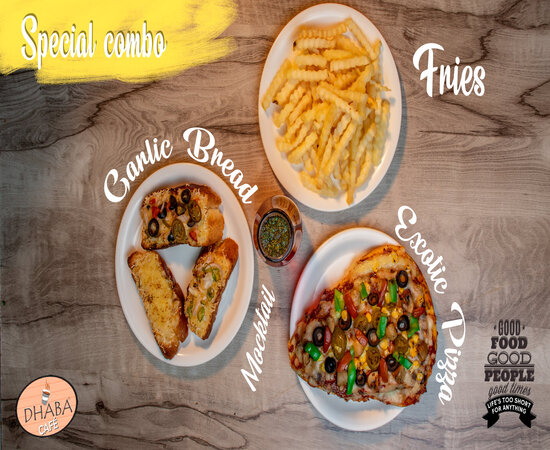 Special combo
Fries
Garlic Bread
Mocktail
Exotic Pizza
GOOD
FOOD
GOOD
PEOPLE
good times
LIFE'S TOO SHORT
FOR ANYTHING
DHABA
CAFE